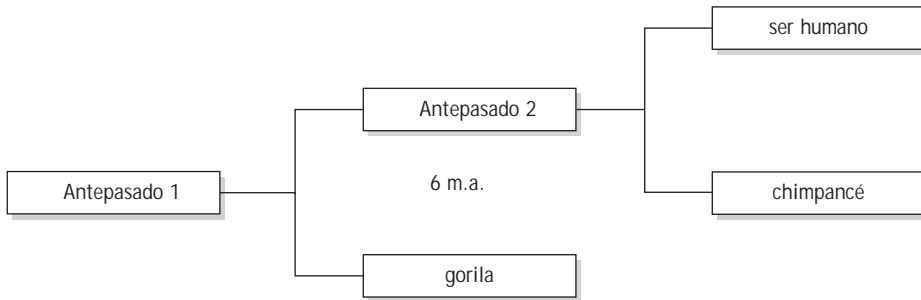 ser humano
Antepasado 2
Antepasado 1
6 m.a.
chimpancé
gorila